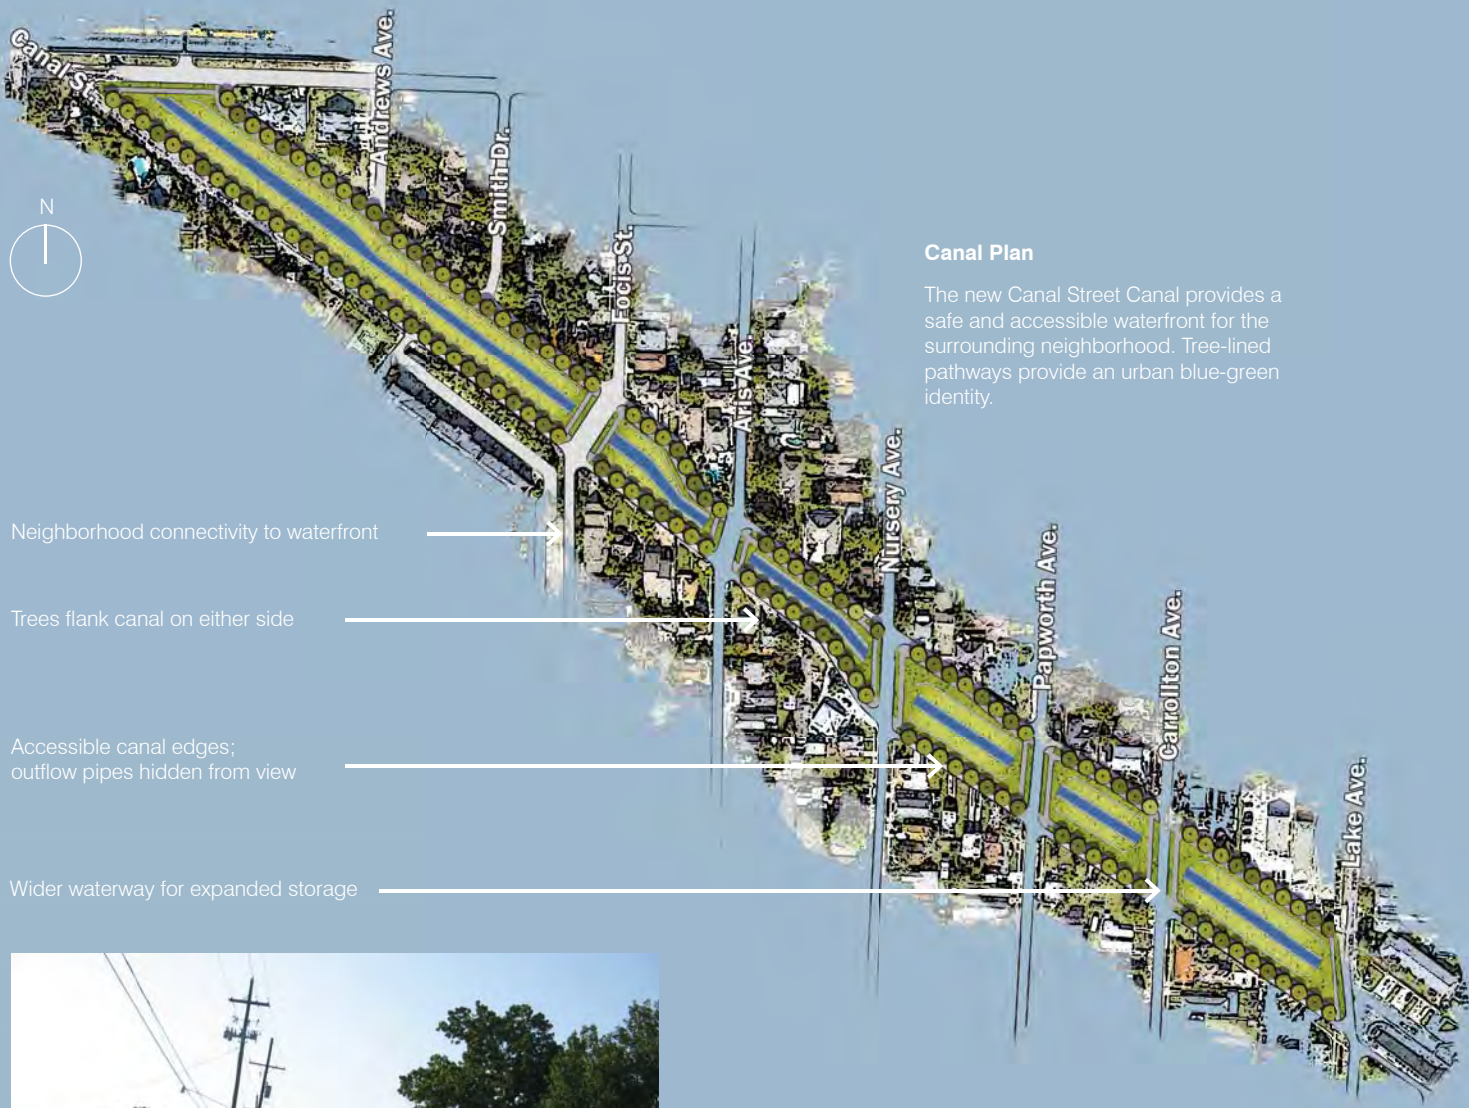 Canal St.
Andrews Ave.
Smith Dr.
N
Focis St.
Canal Plan
The new Canal Street Canal provides a
safe and accessible waterfront for the
surrounding neighborhood. Tree-lined
pathways provide an urban blue-green
identity.
Aris Ave.
Nursery Ave.
Neighborhood connectivity to waterfront
Papworth Ave.
Trees flank canal on either side
Carrollton Ave.
Accessible canal edges;
outflow pipes hidden from view
Lake Ave.
Wider waterway for expanded storage